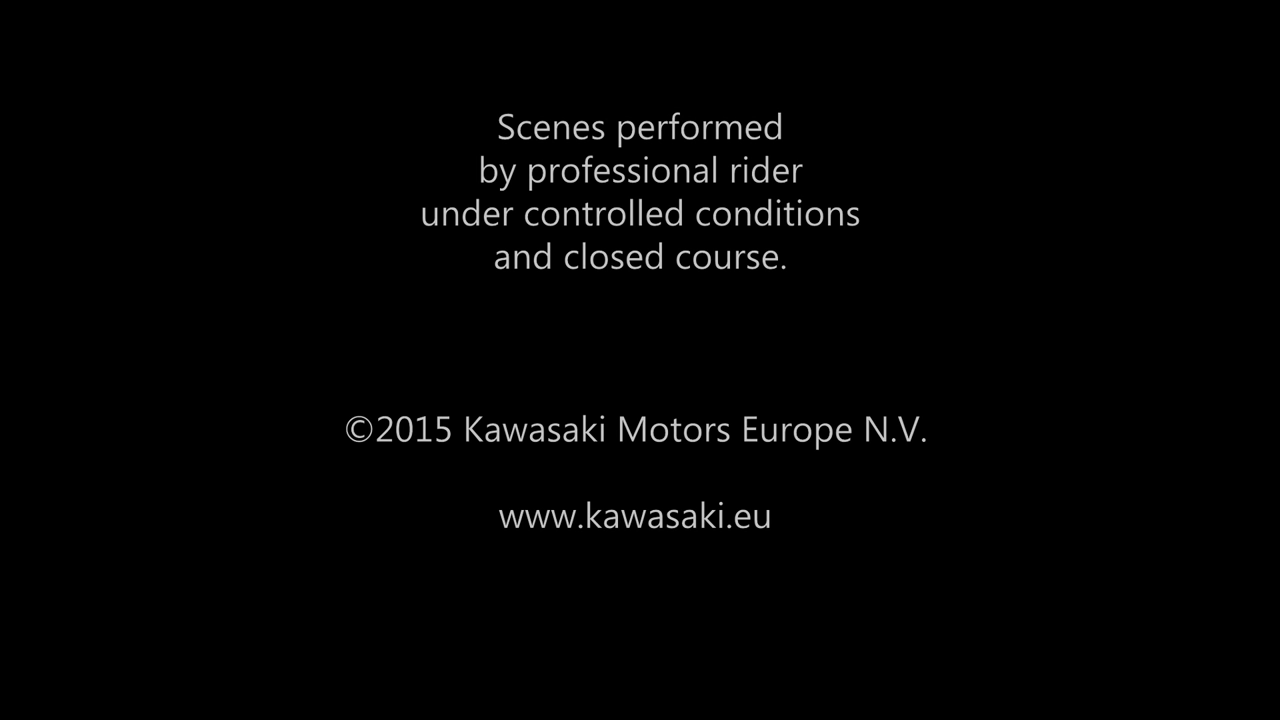 Scenes performed
by professional rider
under controlled conditions
and closed course.
©2015 Kawasaki Motors Europe N.V.
www.kawasaki.eu